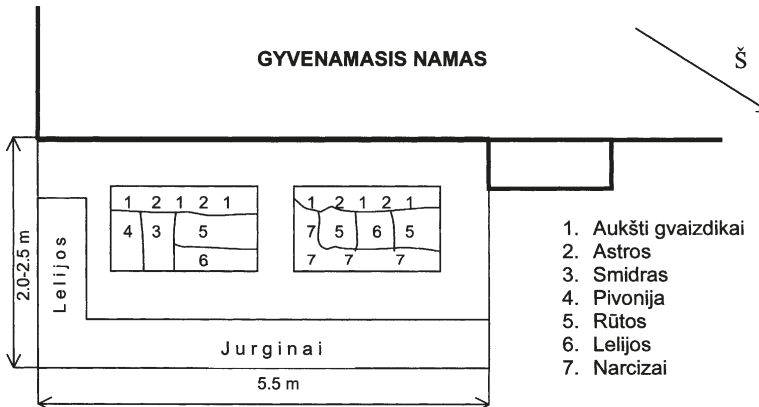 GYVENAMASIS NAMAS
Š
1 2 1 2 1
4 3 5
6
1 2 1 2 1
7 5 6 5
7 7 7
Lelijos
2.0-2.5 m
Jurginai
5.5 m
1. Aukšti gvaizdikai
2. Astros
3. Smidras
4. Pivonija
5. Rūtos
6. Lelijos
7. Narcizai